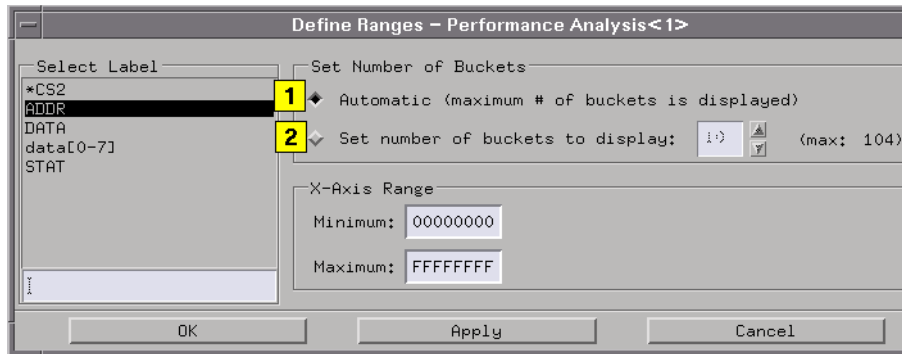 Define Ranges – Performance Analysis<1>
Select Label
*CS2
ADDR
DATA
data[0-7]
STAT
Set Number of Buckets
1 Automatic (maximum # of buckets is displayed)
2 Set number of buckets to display: (max: 104)
X-Axis Range
Minimum: 00000000
Maximum: FFFFFFFF
OK Apply Cancel